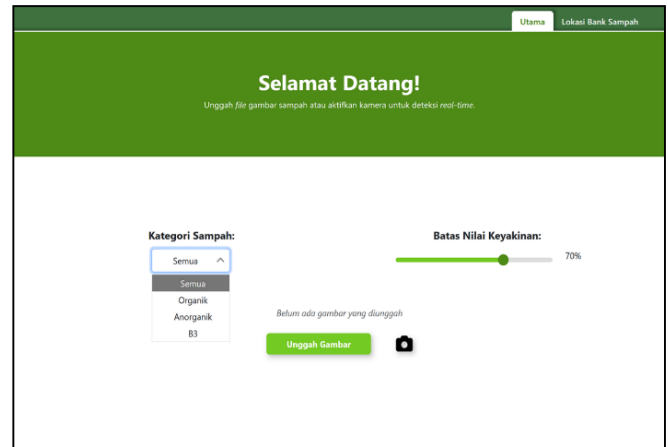 Utama Lokasi Bank Sampah
Selamat Datang!
Unggah file gambar sampah atau aktifkan kamera untuk deteksi real-time.
Kategori Sampah: Batas Nilai Keyakinan:
Semua 70%
Semua
Organik
Anorganik
B3
Belum ada gambar yang diunggah
Unggah Gambar